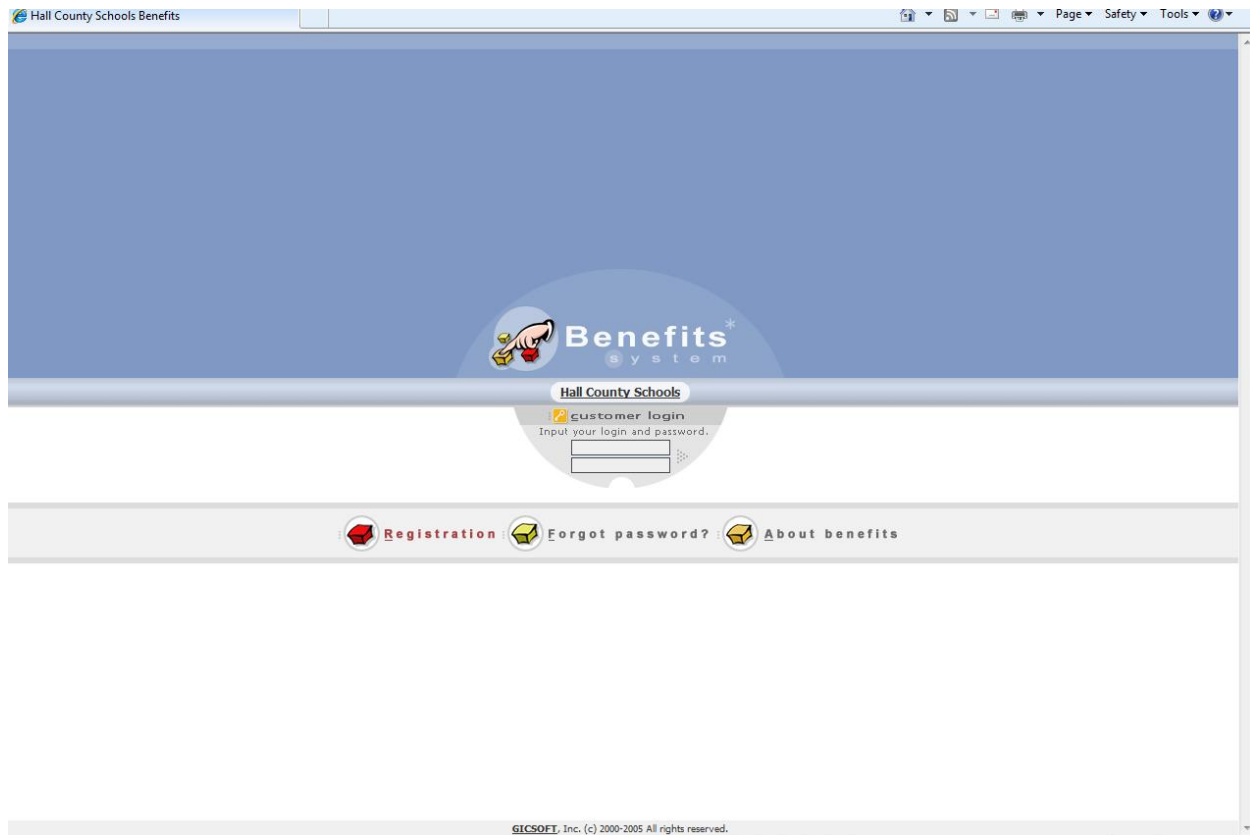 Hall County Schools Benefits
Page Safety Tools
Benefits*
system
Hall County Schools
customer login
Input your login and password.
Registration Forgot password? About benefits
GICSOFT, Inc. (c) 2000-2005 All rights reserved.